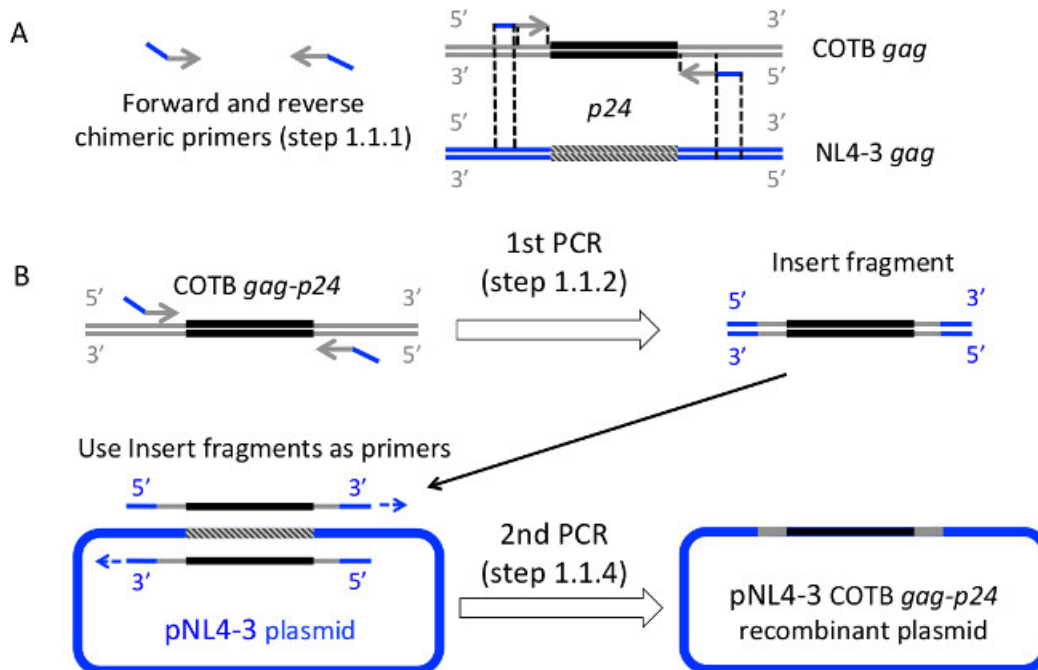 A
5′ 3′
COTB gag
3′ 5′
Forward and reverse
chimeric primers (step 1.1.1)
p24
5′ 3′
NL4-3 gag
3′ 5′
B
1st PCR
(step 1.1.2)
Insert fragment
COTB gag-p24
5′ 3′
3′ 5′
5′ 3′
3′ 5′
Use Insert fragments as primers
5′ 3′
3′ 5′
pNL4-3 plasmid
2nd PCR
(step 1.1.4)
pNL4-3 COTB gag-p24
recombinant plasmid